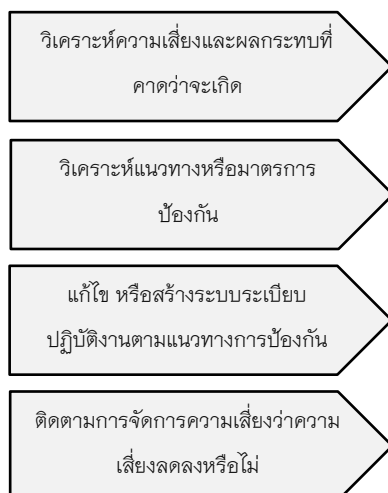 วิเคราะห์ความเสี่ยงและผลกระทบที่
คาดว่าจะเกิด
วิเคราะห์แนวทางหรือมาตรการ
ป้องกัน
แก้ไข หรือสร้างระบบระเบียบ
ปฏิบัติงานตามแนวทางการป้องกัน
ติดตามการจัดการความเสี่ยงว่าความ
เสี่ยงลดลงหรือไม่